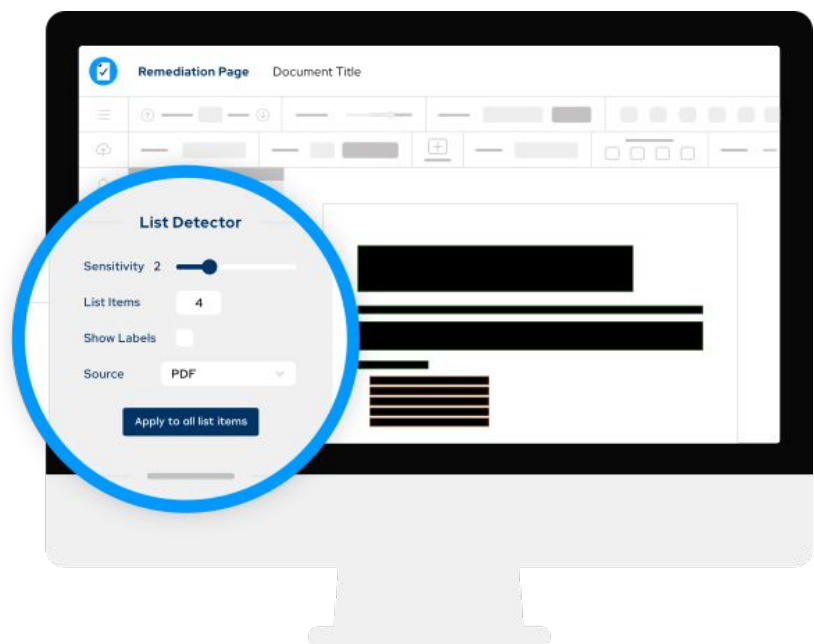 Remediation Page Document Title
List Detector
Sensitivity 2
List Items 4
Show Labels
Source PDF
Apply to all list items